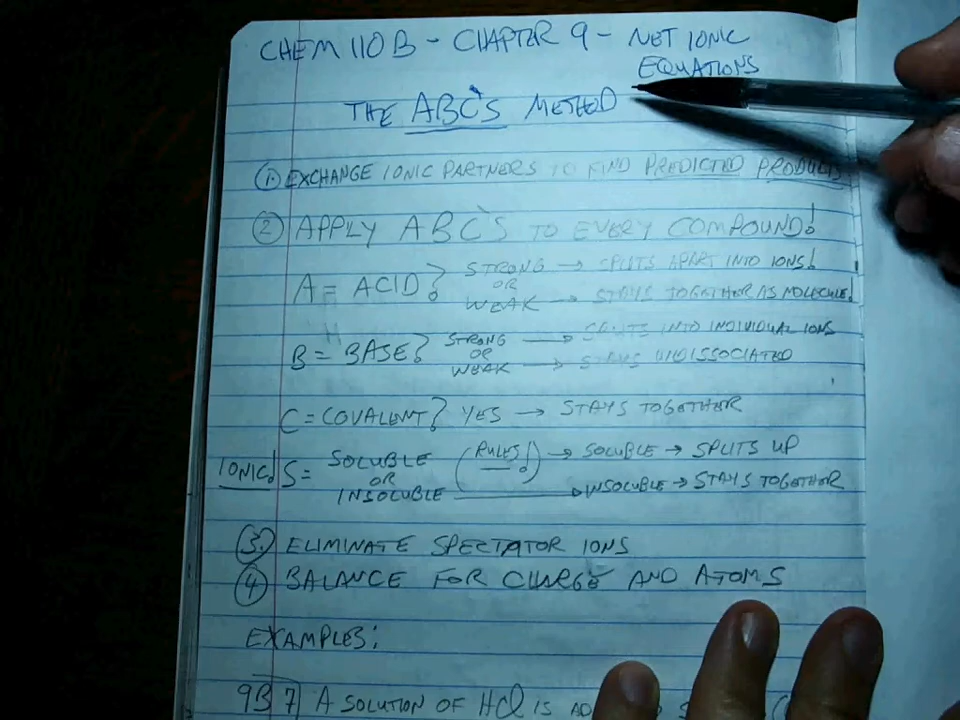 CHEM 110B - CHAPTER 9 - NET IONIC
EQUATIONS
THE ABC'S METHOD
① EXCHANGE IONIC PARTNERS TO FIND PREDICTED PRODUCTS
② APPLY ABC'S TO EVERY COMPOUND!
A = ACID? STRONG → SPLITS APART INTO IONS!
OR
WEAK → STAYS TOGETHER AS MOLECULE!
B = BASE? STRONG → SPLITS INTO INDIVIDUAL IONS
OR
WEAK → STAYS UNDISSOCIATED
C = COVALENT? YES → STAYS TOGETHER
IONIC! S = SOLUBLE (RULES!) → SOLUBLE → SPLITS UP
OR
INSOLUBLE → INSOLUBLE → STAYS TOGETHER
③ ELIMINATE SPECTATOR IONS
④ BALANCE FOR CHARGE AND ATOMS
EXAMPLES:
9B7 A SOLUTION OF HCl IS